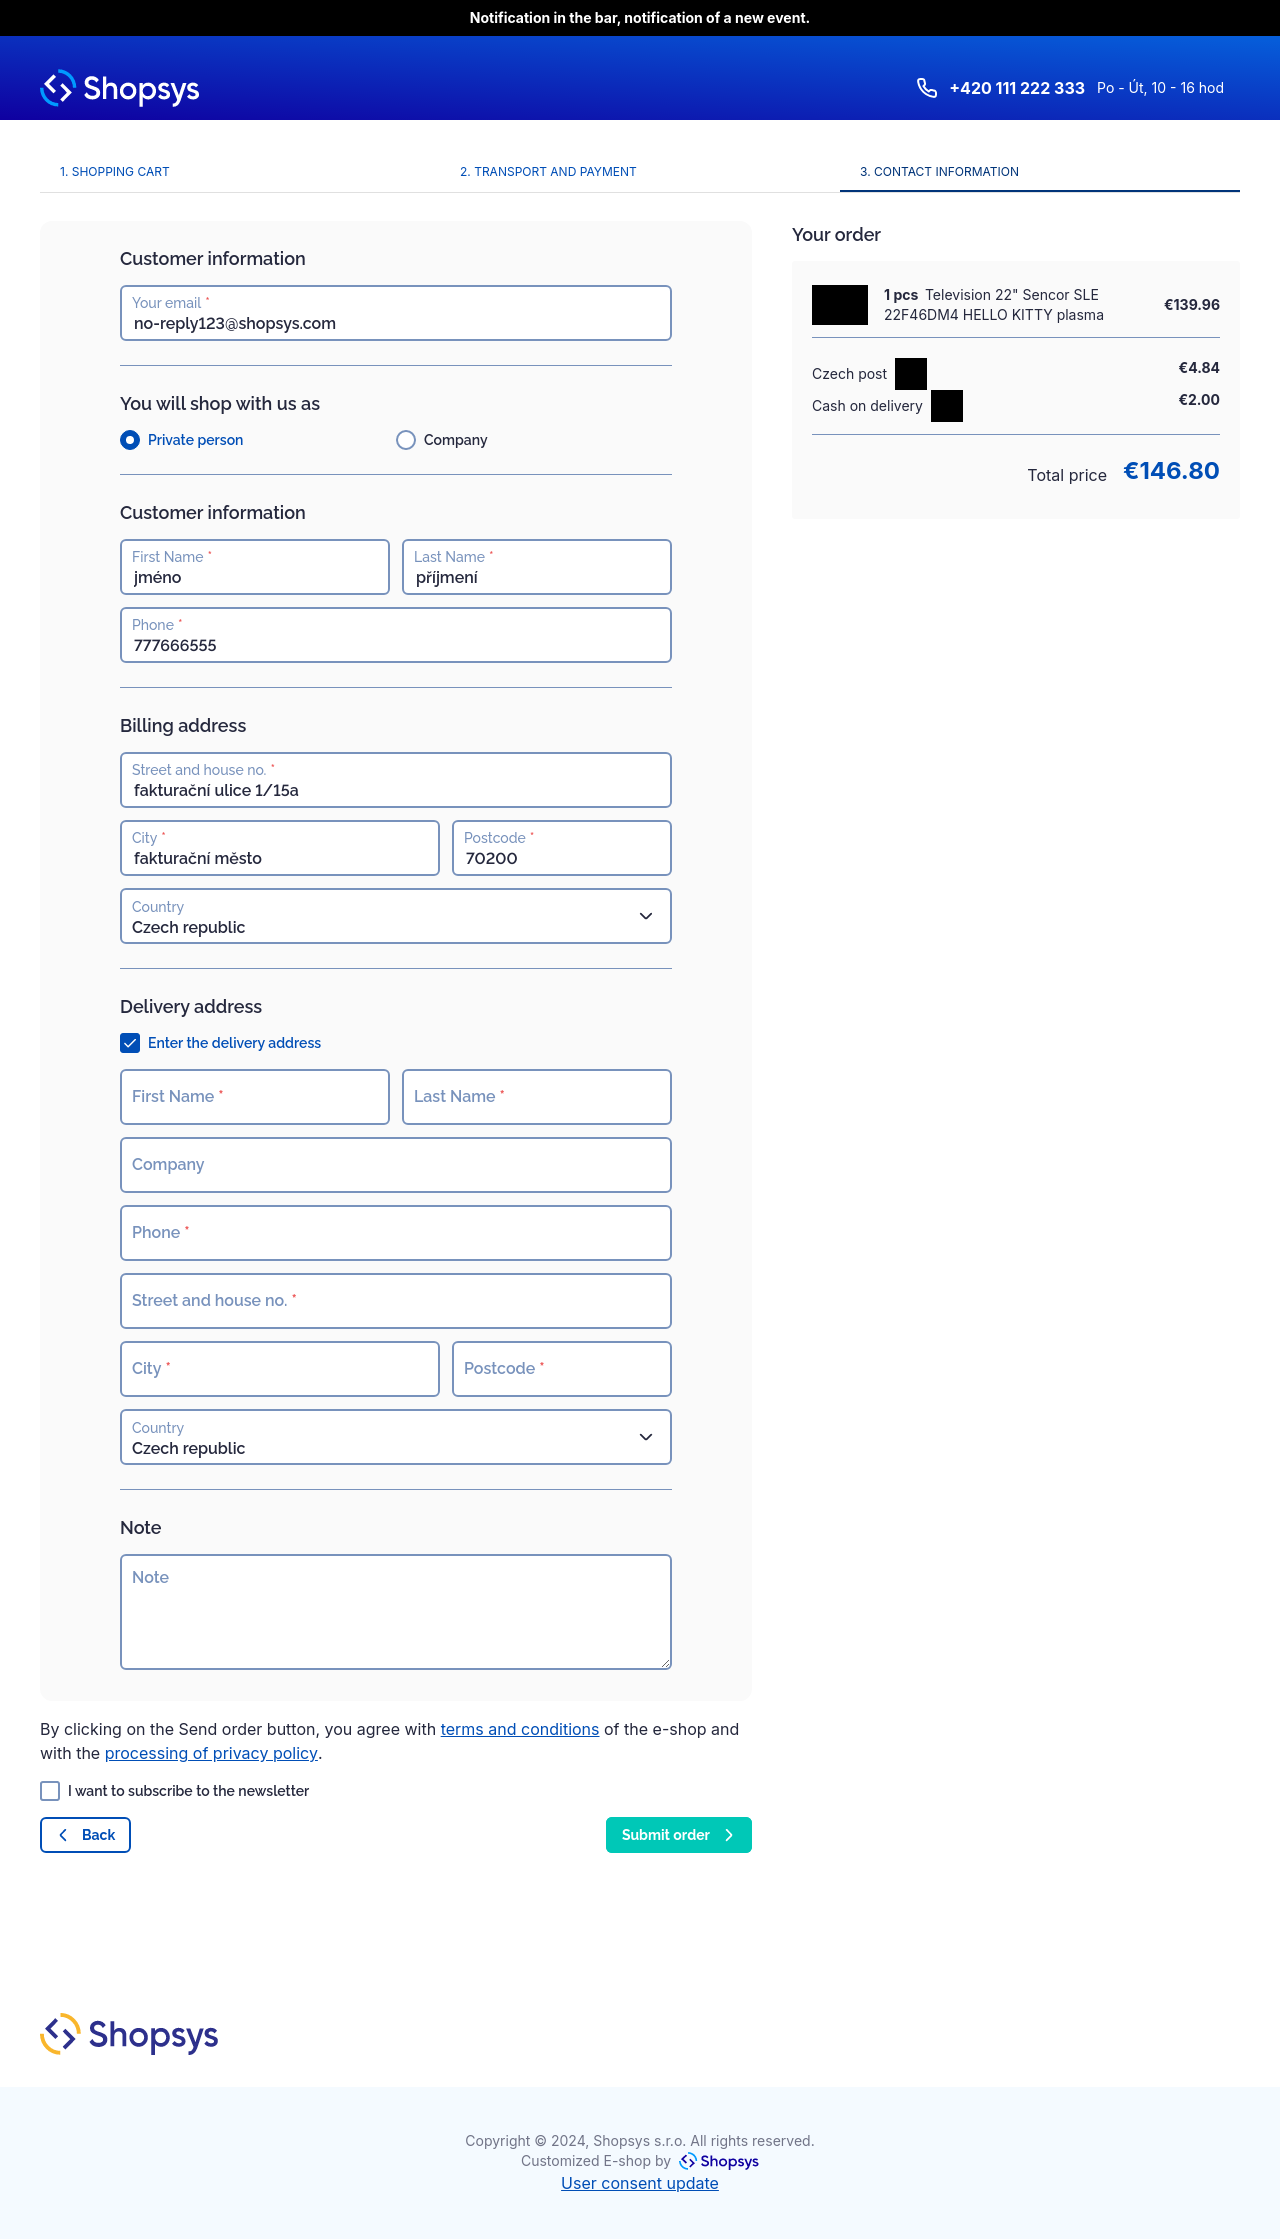 Notification in the bar, notification of a new event.
Shopsys
+420 111 222 333 Po - Út, 10 - 16 hod
1. SHOPPING CART
2. TRANSPORT AND PAYMENT
3. CONTACT INFORMATION
Customer information
Your email *
no-reply123@shopsys.com
You will shop with us as
Private person
Company
Customer information
First Name *
jméno
Last Name *
příjmení
Phone *
777666555
Billing address
Street and house no. *
fakturační ulice 1/15a
City *
fakturační město
Postcode *
70200
Country
Czech republic
Delivery address
Enter the delivery address
First Name *
Last Name *
Company
Phone *
Street and house no. *
City *
Postcode *
Country
Czech republic
Note
Note
Your order
1 pcs Television 22" Sencor SLE
22F46DM4 HELLO KITTY plasma
€139.96
Czech post
€4.84
Cash on delivery
€2.00
Total price €146.80
By clicking on the Send order button, you agree with terms and conditions of the e-shop and
with the processing of privacy policy.
I want to subscribe to the newsletter
Back
Submit order
Shopsys
Copyright © 2024, Shopsys s.r.o. All rights reserved.
Customized E-shop by Shopsys
User consent update